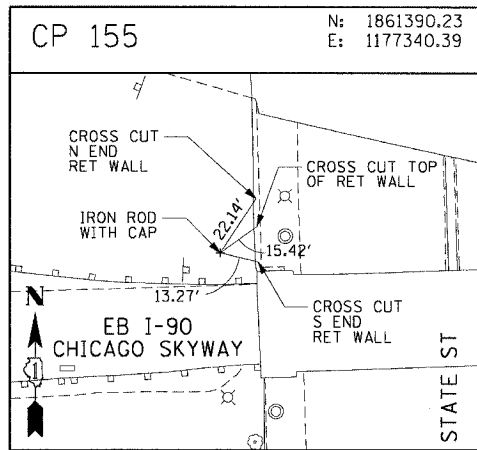 CP 155
N: 1861390.23
E: 1177340.39
CROSS CUT
N END
RET WALL
CROSS CUT TOP
OF RET WALL
IRON ROD
WITH CAP
22.14'
15.42'
13.27'
N
EB I-90
CHICAGO SKYWAY
CROSS CUT
S END
RET WALL
STATE ST
1